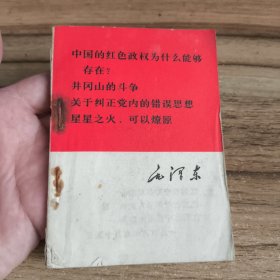 中国的红色政权为什么能够
存在？
井冈山的斗争
关于纠正党内的错误思想
星星之火，可以燎原
毛泽东